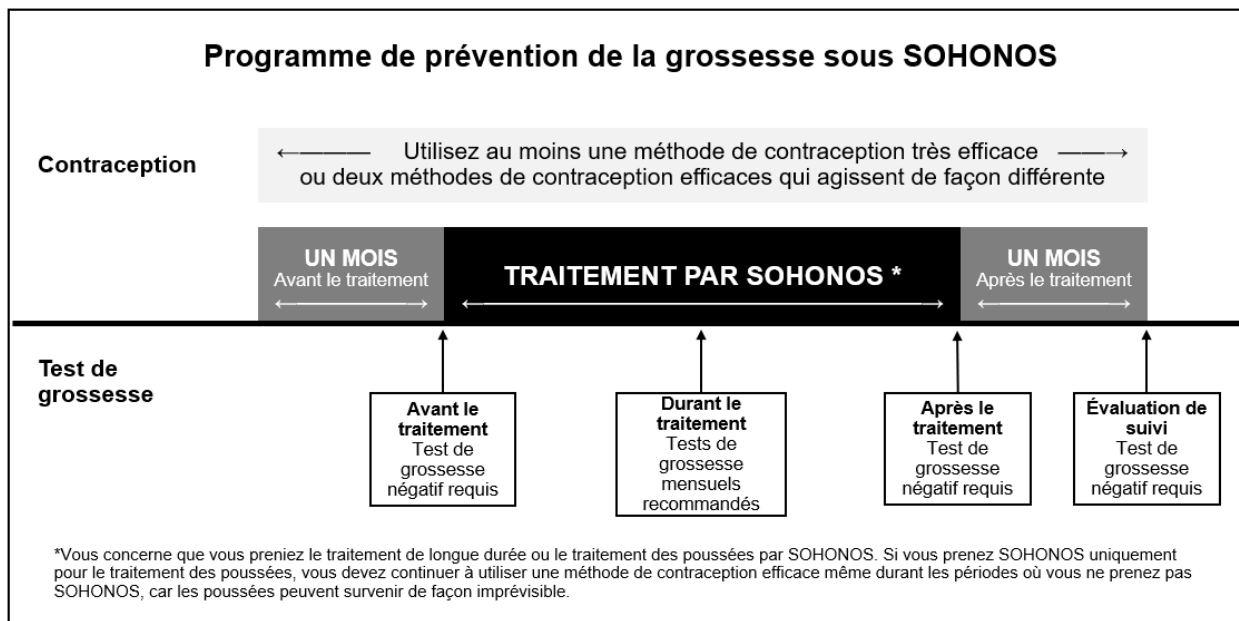 Programme de prévention de la grossesse sous SOHONOS
Contraception
←——— Utilisez au moins une méthode de contraception très efficace ———→
ou deux méthodes de contraception efficaces qui agissent de façon différente
UN MOIS
Avant le traitement
TRAITEMENT PAR SOHONOS *
UN MOIS
Après le traitement
Test de
grossesse
Avant le
traitement
Test de
grossesse
négatif requis
Durant le
traitement
Tests de
grossesse
mensuels
recommandés
Après le
traitement
Test de
grossesse
négatif requis
Évaluation de
suivi
Test de
grossesse
négatif requis
*Vous concerne que vous preniez le traitement de longue durée ou le traitement des poussées par SOHONOS. Si vous prenez SOHONOS uniquement
pour le traitement des poussées, vous devez continuer à utiliser une méthode de contraception efficace même durant les périodes où vous ne prenez pas
SOHONOS, car les poussées peuvent survenir de façon imprévisible.